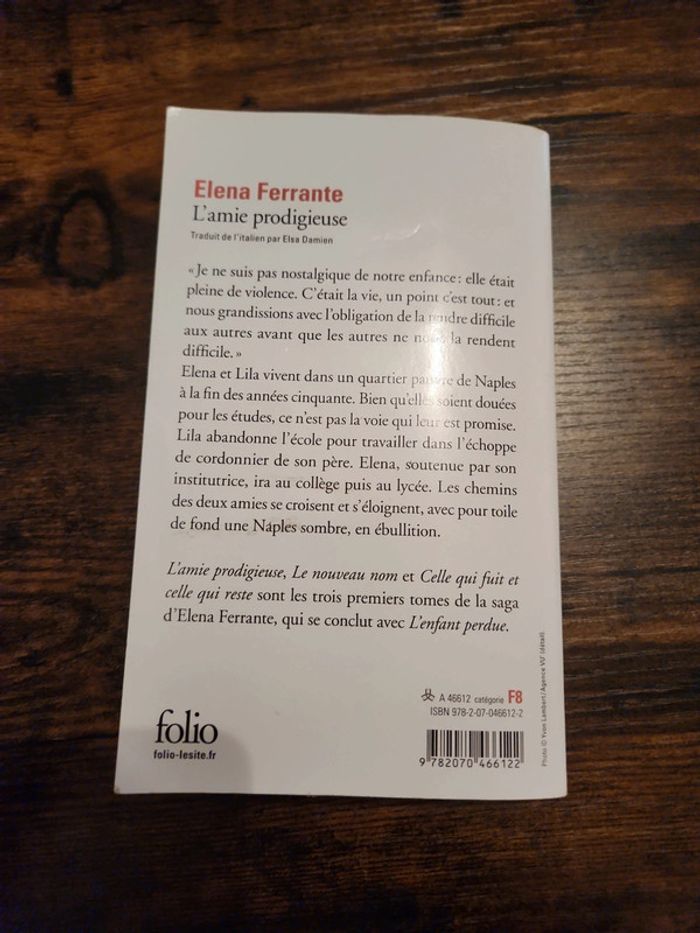 Elena Ferrante
L'amie prodigieuse
Traduit de l'italien par Elsa Damien
« Je ne suis pas nostalgique de notre enfance : elle était
pleine de violence. C'était la vie, un point c'est tout : et
nous grandissions avec l'obligation de la rendre difficile
aux autres avant que les autres ne nous la rendent
difficile. »
Elena et Lila vivent dans un quartier pauvre de Naples
à la fin des années cinquante. Bien qu'elles soient douées
pour les études, ce n'est pas la voie qui leur est promise.
Lila abandonne l'école pour travailler dans l'échoppe
de cordonnier de son père. Elena, soutenue par son
institutrice, ira au collège puis au lycée. Les chemins
des deux amies se croisent et s'éloignent, avec pour toile
de fond une Naples sombre, en ébullition.
L'amie prodigieuse, Le nouveau nom et Celle qui fuit et
celle qui reste sont les trois premiers tomes de la saga
d'Elena Ferrante, qui se conclut avec L'enfant perdue.
A 46612 catégorie F8
ISBN 978-2-07-046612-2
folio
folio-lesite.fr
9 782070 466122
Photo © Yvon Lambert / Agence VU' (détail).